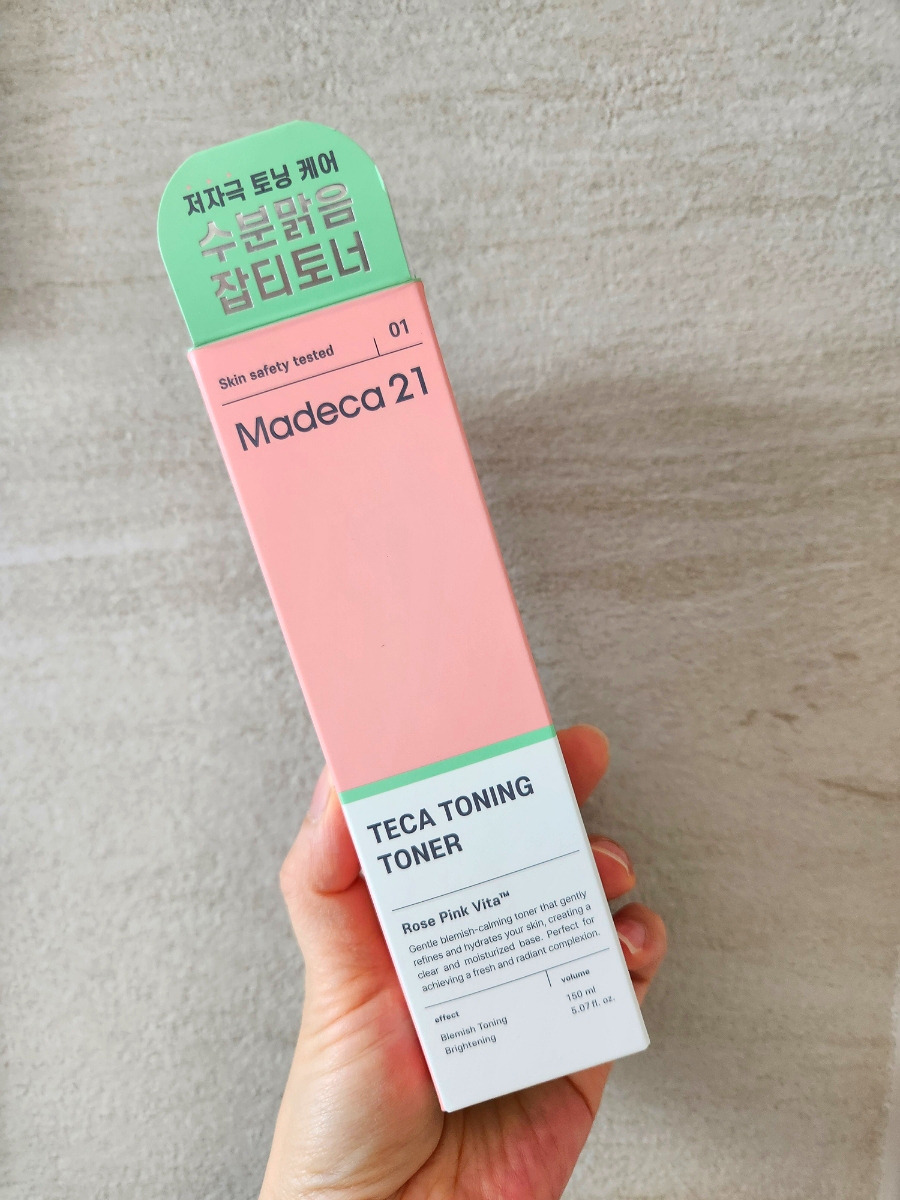 저자극 토닝 케어
수분맑음
잡티토너
Skin safety tested
01
Madeca 21
TECA TONING
TONER
Rose Pink Vita™
Gentle blemish-calming toner that gently
refines and hydrates your skin, creating a
clear and moisturized base. Perfect for
achieving a fresh and radiant complexion.
effect
Blemish Toning
Brightening
volume
150 ml
5.07 fl. oz.